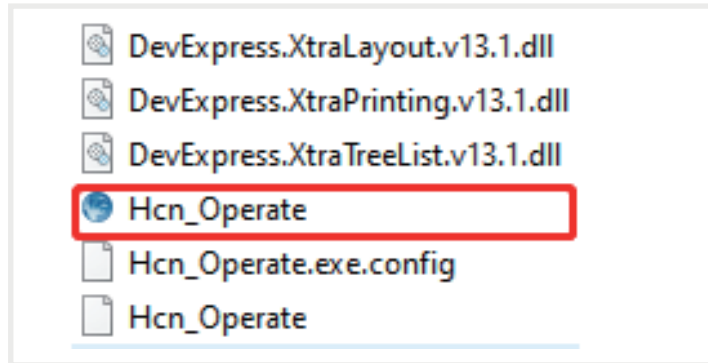 DevExpress.XtraLayout.v13.1.dll
DevExpress.XtraPrinting.v13.1.dll
DevExpress.XtraTreeList.v13.1.dll
Hcn_Operate
Hcn_Operate.exe.config
Hcn_Operate